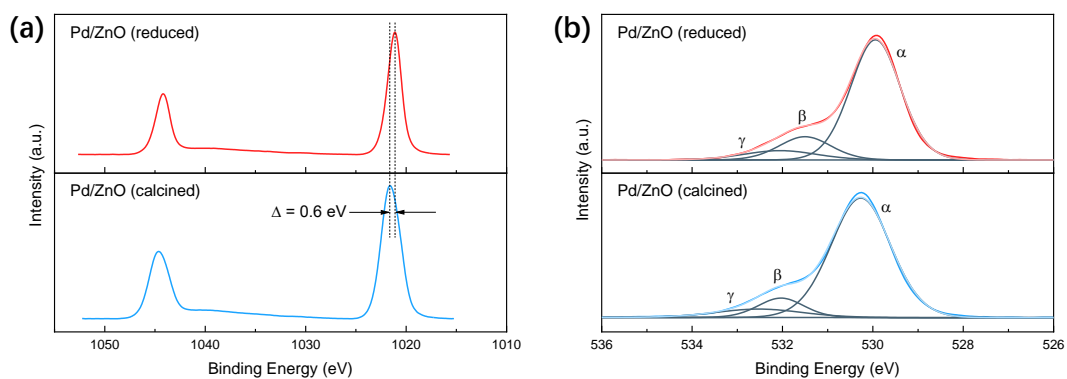 (a)
Pd/ZnO (reduced)
Pd/ZnO (calcined)
Δ = 0.6 eV
Intensity (a.u.)
1050 1040 1030 1020 1010
Binding Energy (eV)
(b)
Pd/ZnO (reduced)
α
β
γ
Pd/ZnO (calcined)
α
β
γ
Intensity (a.u.)
536 534 532 530 528 526
Binding Energy (eV)